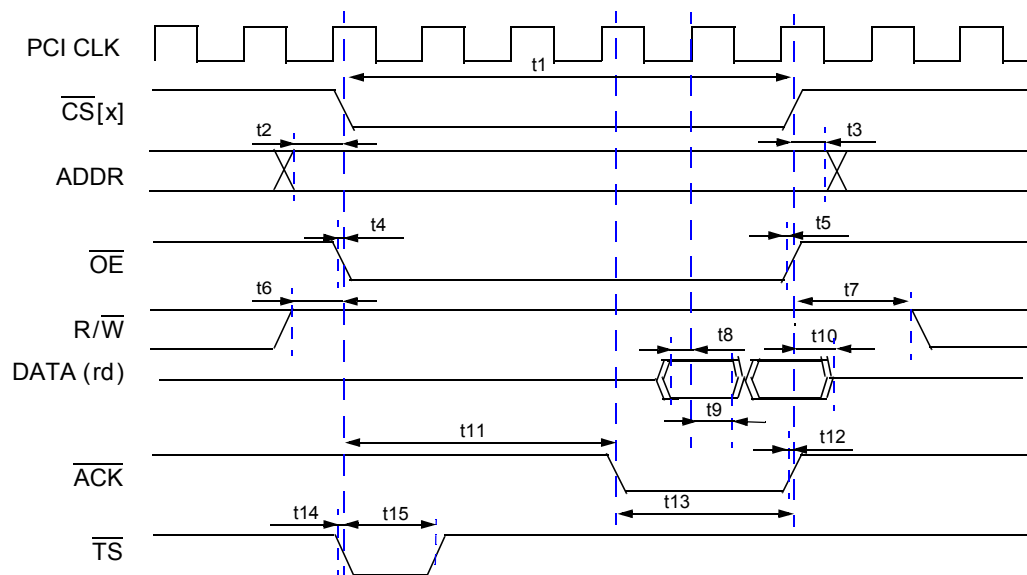 PCI CLK
t1
CS[x]
t2
t3
ADDR
t4
t5
OE
t6
t7
R/W
t8
t10
DATA (rd)
t9
t11
t12
ACK
t13
t14
t15
TS